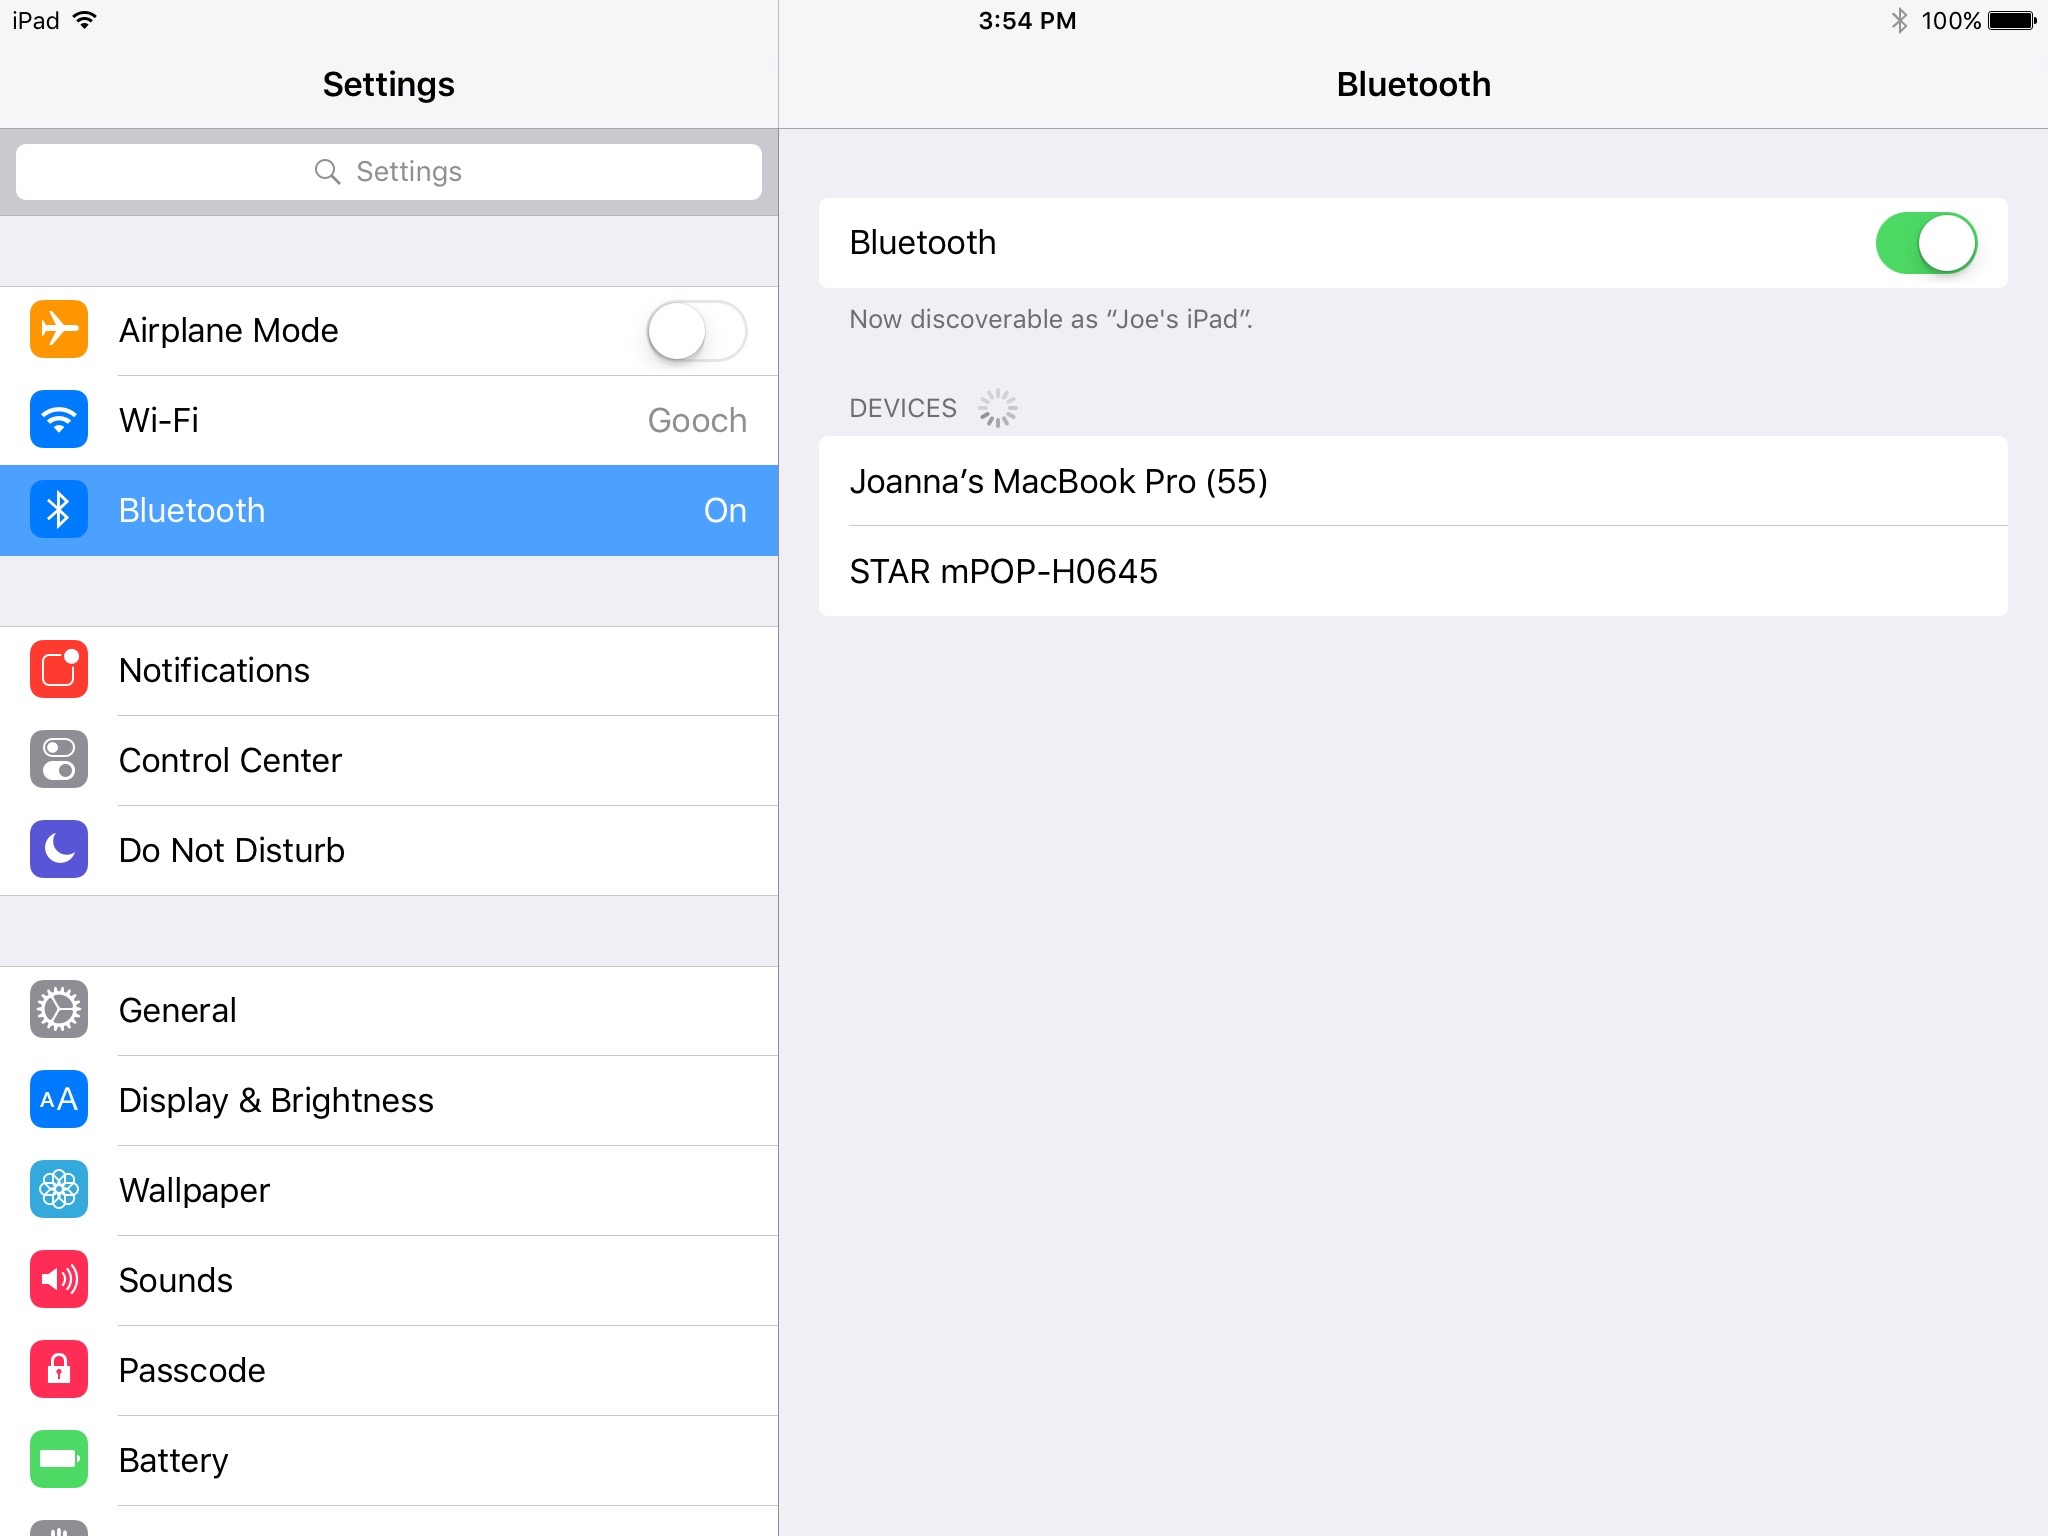 iPad
3:54 PM
100%
Settings
Settings
Airplane Mode
Wi-Fi Gooch
Bluetooth On
Notifications
Control Center
Do Not Disturb
General
AA Display & Brightness
Wallpaper
Sounds
Passcode
Battery
Bluetooth
Bluetooth
Now discoverable as “Joe's iPad”.
DEVICES
Joanna’s MacBook Pro (55)
STAR mPOP-H0645